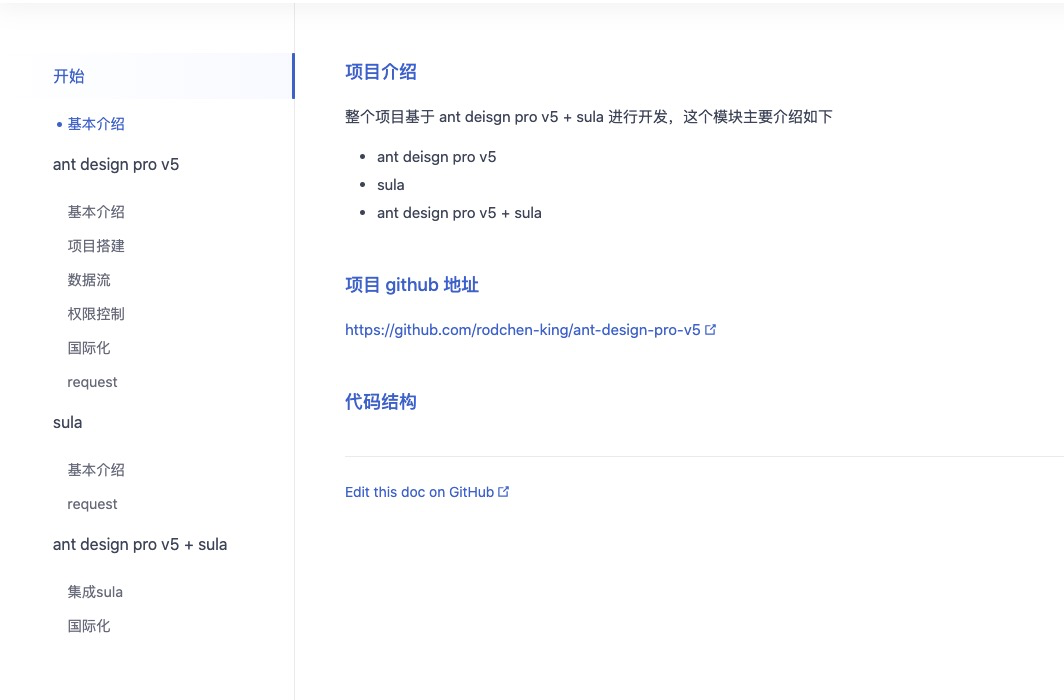 开始
基本介绍
ant design pro v5
基本介绍
项目搭建
数据流
权限控制
国际化
request
sula
基本介绍
request
ant design pro v5 + sula
集成sula
国际化
项目介绍
整个项目基于 ant deisgn pro v5 + sula 进行开发，这个模块主要介绍如下
ant deisgn pro v5
sula
ant design pro v5 + sula
项目 github 地址
https://github.com/rodchen-king/ant-design-pro-v5
代码结构
Edit this doc on GitHub